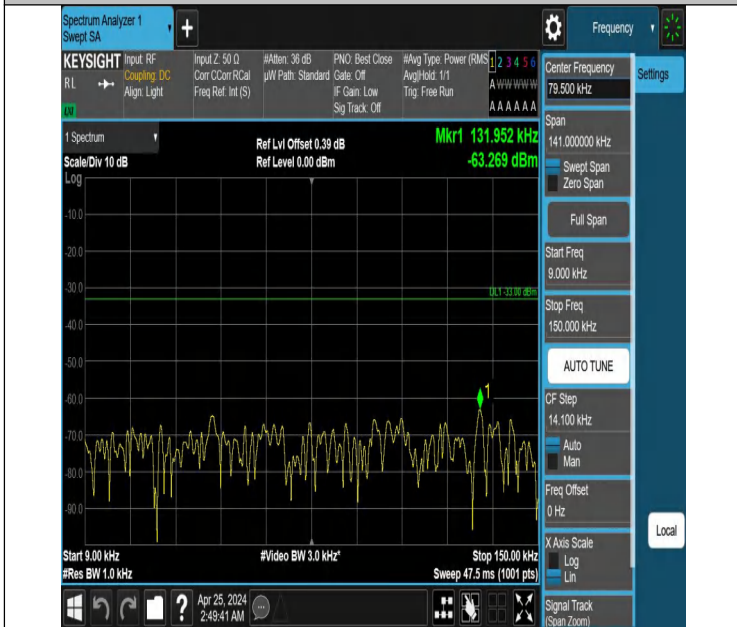 Spectrum Analyzer 1
Swept SA
+
Frequency
KEYSIGHT
RL
Input: RF
Coupling: DC
Align: Light
Input Z: 50 Ω
Corr CCorr RCal
Freq Ref: Int (S)
#Atten: 36 dB
µW Path: Standard
PNO: Best Close
Gate: Off
IF Gain: Low
Sig Track: Off
#Avg Type: Power (RMS
Avg|Hold: 1/1
Trig: Free Run
1 2 3 4 5 6
A W W W W W
A A A A A A
1 Spectrum
Scale/Div 10 dB
Log
Ref Lvl Offset 0.39 dB
Ref Level 0.00 dBm
Mkr1 131.952 kHz
-63.269 dBm
-10.0
-20.0
-30.0
DL1 -33.00 dBm
-40.0
-50.0
-60.0
1
-70.0
-80.0
-90.0
Start 9.00 kHz
#Res BW 1.0 kHz
#Video BW 3.0 kHz*
Stop 150.00 kHz
Sweep 47.5 ms (1001 pts)
?
Apr 25, 2024
2:49:41 AM
Center Frequency
79.500 kHz
Settings
Span
141.000000 kHz
Swept Span
Zero Span
Full Span
Start Freq
9.000 kHz
Stop Freq
150.000 kHz
AUTO TUNE
CF Step
14.100 kHz
Auto
Man
Freq Offset
0 Hz
X Axis Scale
Log
Lin
Local
Signal Track
(Span Zoom)